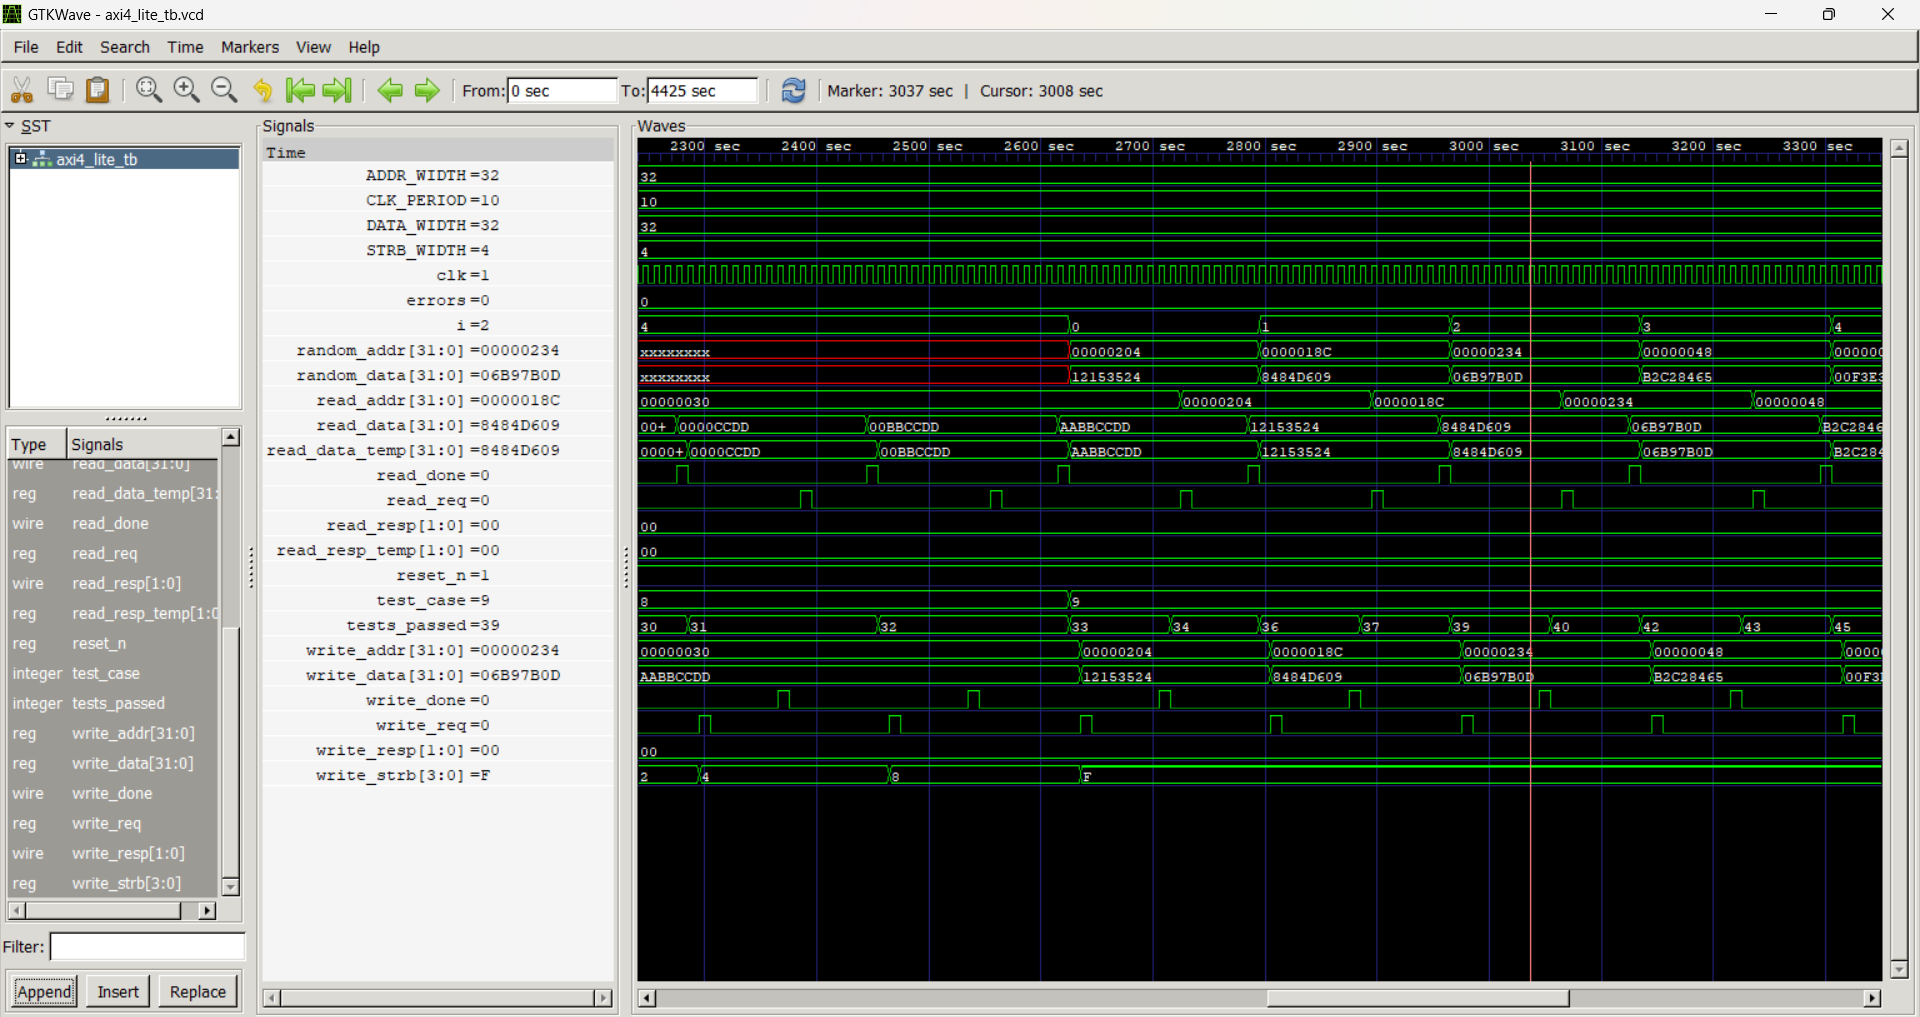 GTKWave - axi4_lite_tb.vcd
File Edit Search Time Markers View Help
From: 0 sec To: 4425 sec Marker: 3037 sec | Cursor: 3008 sec
SST
axi4_lite_tb
Type Signals
wire read_data[31:0]
reg read_data_temp[31:
wire read_done
reg read_req
wire read_resp[1:0]
reg read_resp_temp[1:0
reg reset_n
integer test_case
integer tests_passed
reg write_addr[31:0]
reg write_data[31:0]
wire write_done
reg write_req
wire write_resp[1:0]
reg write_strb[3:0]
Filter:
Append Insert Replace
Signals
Time
ADDR_WIDTH=32
CLK_PERIOD=10
DATA_WIDTH=32
STRB_WIDTH=4
clk=1
errors=0
i=2
random_addr[31:0]=00000234
random_data[31:0]=06B97B0D
read_addr[31:0]=0000018C
read_data[31:0]=8484D609
read_data_temp[31:0]=8484D609
read_done=0
read_req=0
read_resp[1:0]=00
read_resp_temp[1:0]=00
reset_n=1
test_case=9
tests_passed=39
write_addr[31:0]=00000234
write_data[31:0]=06B97B0D
write_done=0
write_req=0
write_resp[1:0]=00
write_strb[3:0]=F
Waves
2300 sec 2400 sec 2500 sec 2600 sec 2700 sec 2800 sec 2900 sec 3000 sec 3100 sec 3200 sec 3300 sec
32
10
32
4
0
4 0 1 2 3 4
xxxxxxxx 00000204 0000018C 00000234 00000048 000000
xxxxxxxx 12153524 8484D609 06B97B0D B2C28465 00F3E3
00000030 00000204 0000018C 00000234 00000048
00+ 0000CCDD 00BBCCDD AABBCCDD 12153524 8484D609 06B97B0D B2C2846
0000+ 0000CCDD 00BBCCDD AABBCCDD 12153524 8484D609 06B97B0D B2C284
00
00
8 9
30 31 32 33 34 36 37 39 40 42 43 45
00000030 00000204 0000018C 00000234 00000048 0000
AABBCCDD 12153524 8484D609 06B97B0D B2C28465 00F3
00
2 4 8 F